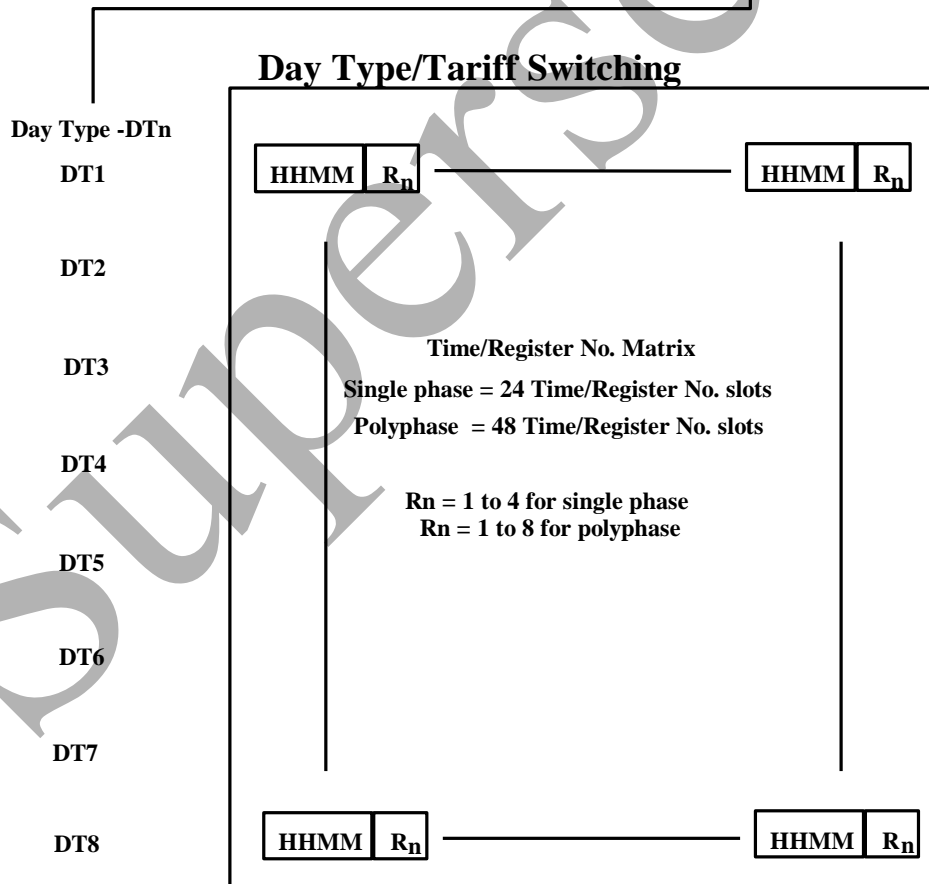 Day Type/Tariff Switching
Day Type -DTn
DT1
HHMM Rn HHMM Rn
DT2
DT3
Time/Register No. Matrix
Single phase = 24 Time/Register No. slots
Polyphase = 48 Time/Register No. slots
DT4
Rn = 1 to 4 for single phase
Rn = 1 to 8 for polyphase
DT5
DT6
DT7
DT8
HHMM Rn HHMM Rn
Superse